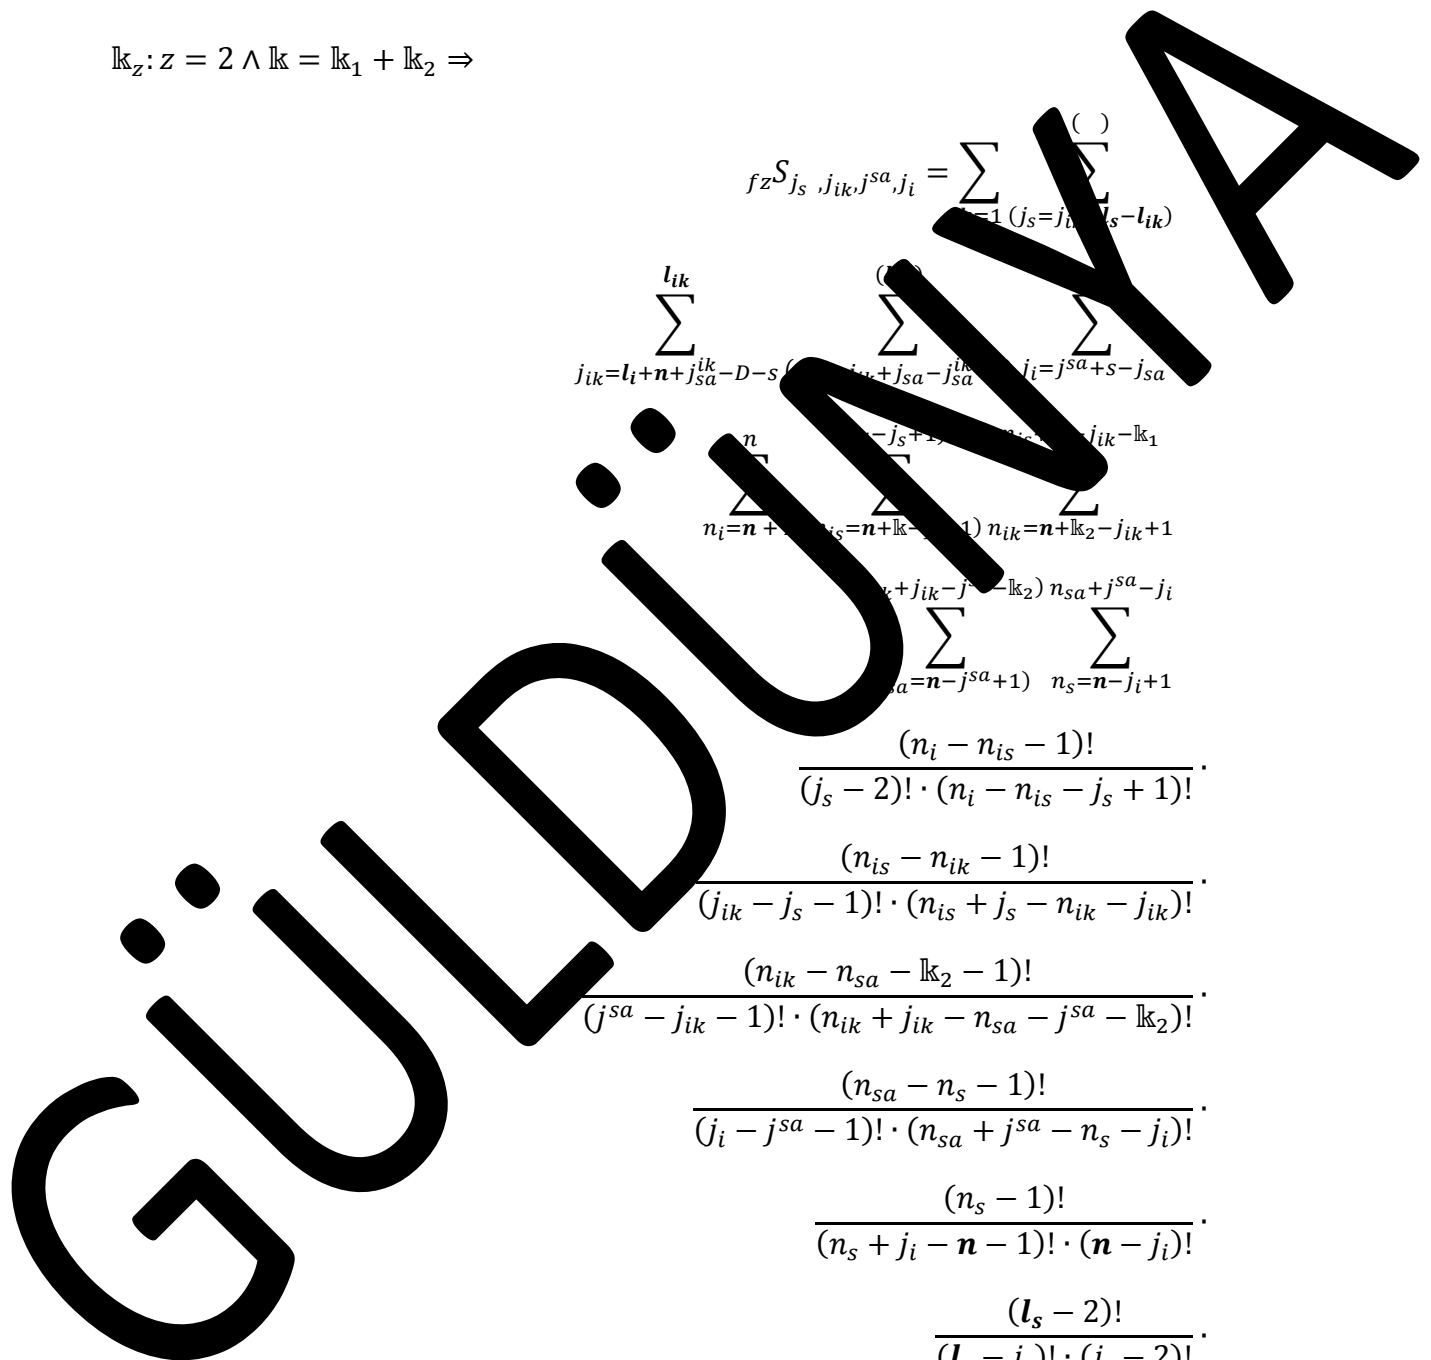 𝕜_z: z = 2 ∧ 𝕜 = 𝕜_1 + 𝕜_2 ⇒
( )
_{fz}S_{j_s ,j_{ik},j^{sa},j_i} = ∑ ∑
l_{ik}
∑ ∑ ∑
j_{ik}=l_i+n+j_{sa}^{ik}−D−s j_i=j^{sa}+s−j_{sa}
n
∑ ∑ ∑
n_{ik}=n+𝕜_2−j_{ik}+1
n_{sa}+j^{sa}−j_i
∑ ∑
n_s=n−j_i+1
(n_i − n_{is} − 1)!
(j_s − 2)! · (n_i − n_{is} − j_s + 1)! ·
(n_{is} − n_{ik} − 1)!
(j_{ik} − j_s − 1)! · (n_{is} + j_s − n_{ik} − j_{ik})! ·
(n_{ik} − n_{sa} − 𝕜_2 − 1)!
(j^{sa} − j_{ik} − 1)! · (n_{ik} + j_{ik} − n_{sa} − j^{sa} − 𝕜_2)! ·
(n_{sa} − n_s − 1)!
(j_i − j^{sa} − 1)! · (n_{sa} + j^{sa} − n_s − j_i)! ·
(n_s − 1)!
(n_s + j_i − n − 1)! · (n − j_i)! ·
(l_s − 2)!
GÜLDÜNYA